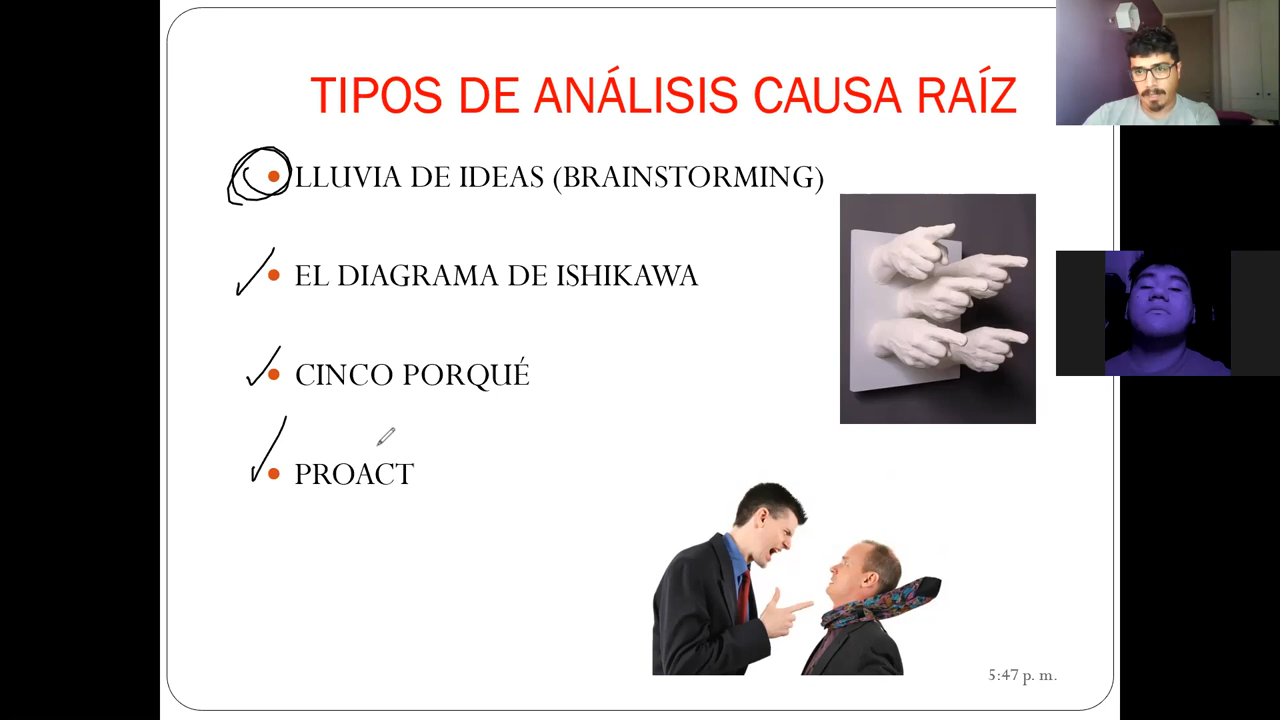 TIPOS DE ANÁLISIS CAUSA RAÍZ
LLUVIA DE IDEAS (BRAINSTORMING)
EL DIAGRAMA DE ISHIKAWA
CINCO PORQUÉ
PROACT
5:47 p. m.